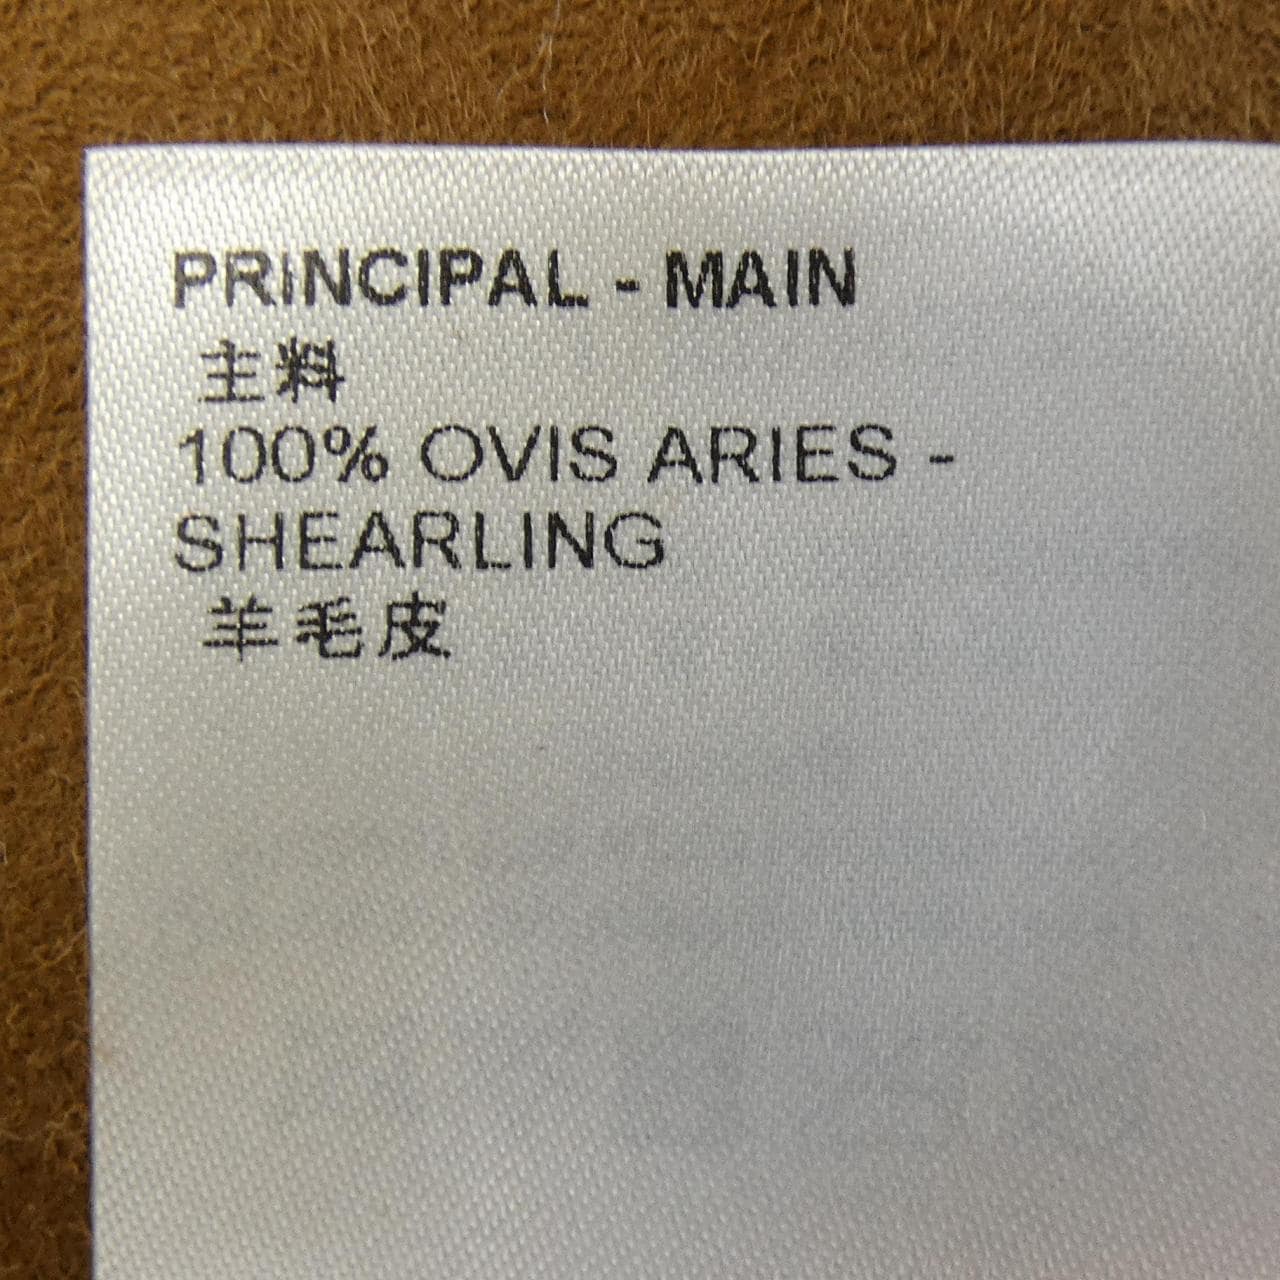 PRINCIPAL - MAIN
主料
100% OVIS ARIES -
SHEARLING
羊毛皮